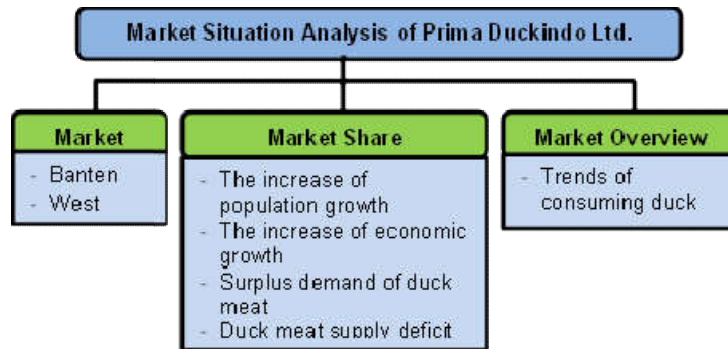 Market Situation Analysis of Prima Duckindo Ltd.
Market
- Banten
- West
Market Share
- The increase of
population growth
- The increase of economic
growth
- Surplus demand of duck
meat
- Duck meat supply deficit
Market Overview
- Trends of
consuming duck